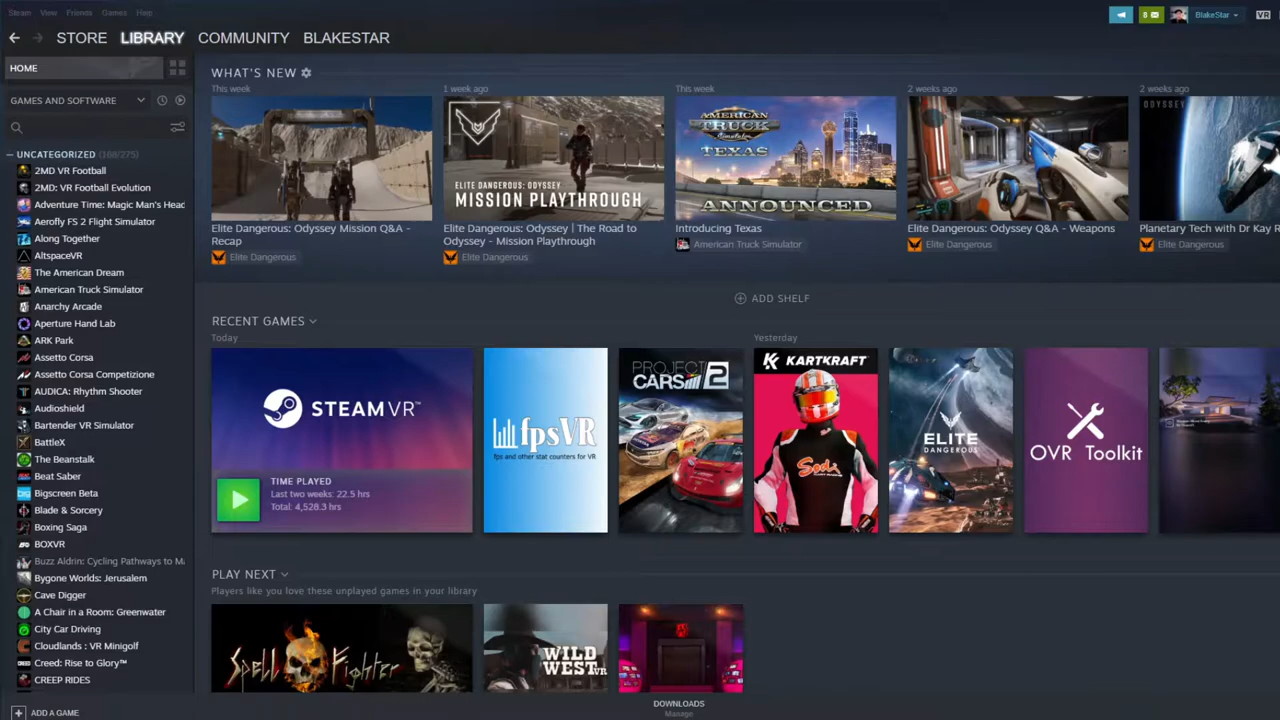 Steam View Friends Games Help
8 BlakeStar VR
STORE LIBRARY COMMUNITY BLAKESTAR
HOME
GAMES AND SOFTWARE
UNCATEGORIZED (188/275)
2MD VR Football
2MD: VR Football Evolution
Adventure Time: Magic Man's Head
Aerofly FS 2 Flight Simulator
Along Together
AltspaceVR
The American Dream
American Truck Simulator
Anarchy Arcade
Aperture Hand Lab
ARK Park
Assetto Corsa
Assetto Corsa Competizione
AUDICA: Rhythm Shooter
Audioshield
Bartender VR Simulator
BattleX
The Beanstalk
Beat Saber
Bigscreen Beta
Blade & Sorcery
Boxing Saga
BOXVR
Buzz Aldrin: Cycling Pathways to Ma
Bygone Worlds: Jerusalem
Cave Digger
A Chair in a Room: Greenwater
City Car Driving
Cloudlands : VR Minigolf
Creed: Rise to Glory™
CREEP RIDES
ADD A GAME
WHAT'S NEW
This week
Elite Dangerous: Odyssey Mission Q&A -
Recap
Elite Dangerous
1 week ago
ELITE DANGEROUS: ODYSSEY
MISSION PLAYTHROUGH
Elite Dangerous: Odyssey | The Road to
Odyssey - Mission Playthrough
Elite Dangerous
This week
AMERICAN
TRUCK
SIMULATOR
TEXAS
ANNOUNCED
Introducing Texas
American Truck Simulator
2 weeks ago
Elite Dangerous: Odyssey Q&A - Weapons
Elite Dangerous
2 weeks ago
ODYSSEY
Planetary Tech with Dr Kay R
Elite Dangerous
ADD SHELF
RECENT GAMES
Today
STEAMVR™
TIME PLAYED
Last two weeks: 22.5 hrs
Total: 4,528.3 hrs
fpsVR
fps and other stat counters for VR
PROJECT
CARS 2
Yesterday
KARTKRAFT
Sodi
ELITE
DANGEROUS
OVR Toolkit
PLAY NEXT
Players like you love these unplayed games in your library
Spell Fighter
WILD
WEST VR
DOWNLOADS
Manage